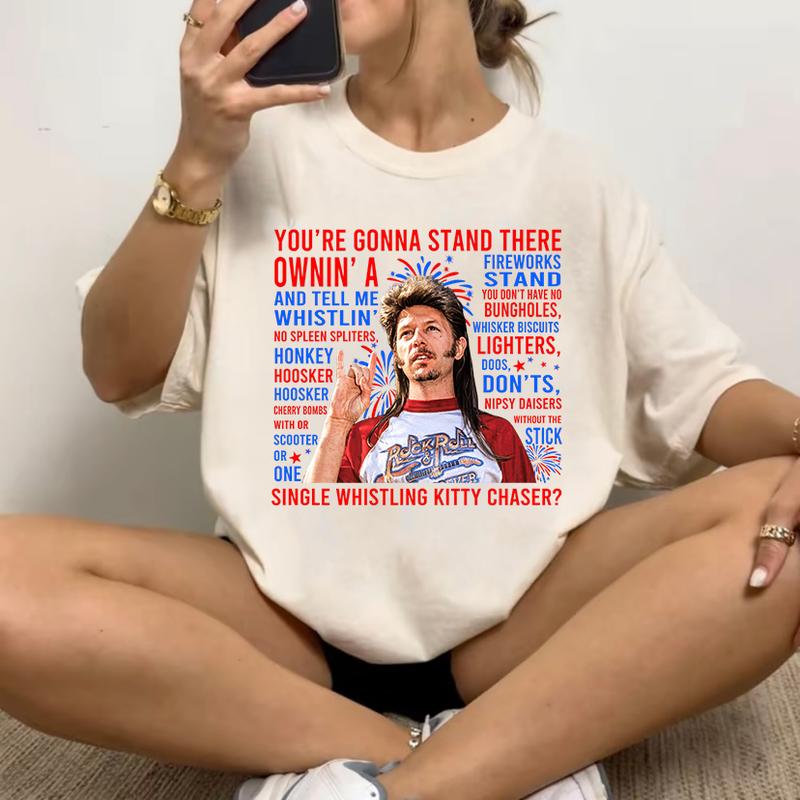 YOU'RE GONNA STAND THERE
OWNIN' A
FIREWORKS
STAND
AND TELL ME
YOU DON'T HAVE NO
WHISTLIN'
BUNGHOLES,
NO SPLEEN SPLITERS,
WHISKER BISCUITS
HONKEY
LIGHTERS,
HOOSKER
DOOS,
HOOSKER
DON'TS,
CHERRY BOMBS
NIPSY DAISERS
WITH OR
WITHOUT THE
SCOOTER
STICK
OR
ONE
Rock & Roll
SINGLE WHISTLING KITTY CHASER?